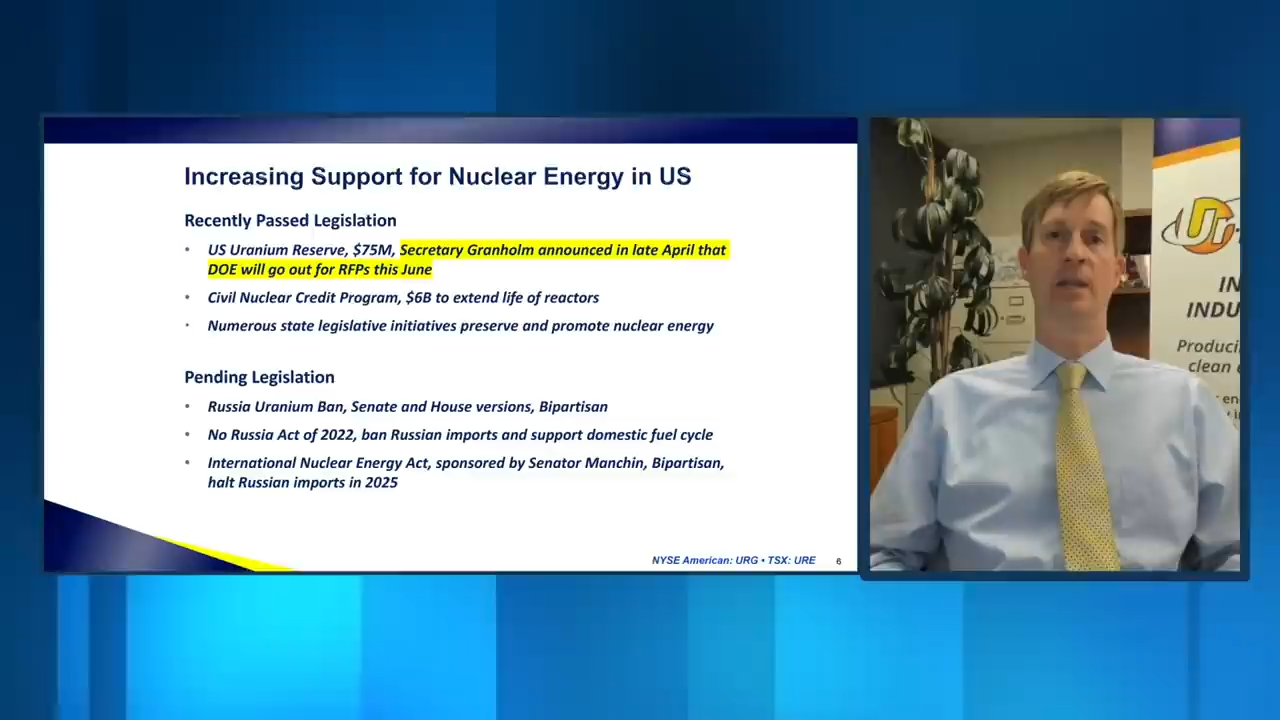 Increasing Support for Nuclear Energy in US
Recently Passed Legislation
• US Uranium Reserve, $75M, Secretary Granholm announced in late April that
DOE will go out for RFPs this June
• Civil Nuclear Credit Program, $6B to extend life of reactors
• Numerous state legislative initiatives preserve and promote nuclear energy
Pending Legislation
• Russia Uranium Ban, Senate and House versions, Bipartisan
• No Russia Act of 2022, ban Russian imports and support domestic fuel cycle
• International Nuclear Energy Act, sponsored by Senator Manchin, Bipartisan,
halt Russian imports in 2025
NYSE American: URG • TSX: URE 6
Ur
IN
INDU
Produci
clean